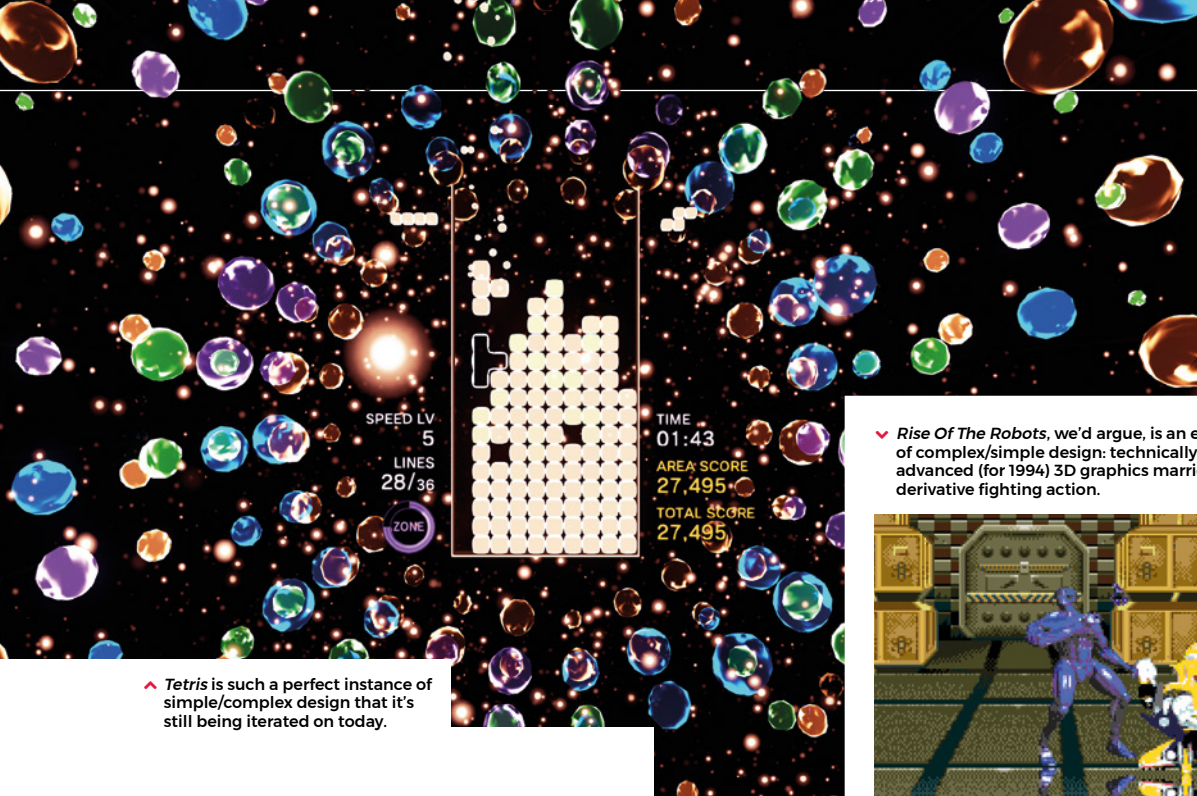 SPEED LV
5
LINES
28/36
ZONE
TIME
01:43
AREA SCORE
27,495
TOTAL SCORE
27,495
Rise Of The Robots, we’d argue, is an
of complex/simple design: technically
advanced (for 1994) 3D graphics
derivative fighting action.
Tetris is such a perfect instance of
simple/complex design that it’s
still being iterated on today.